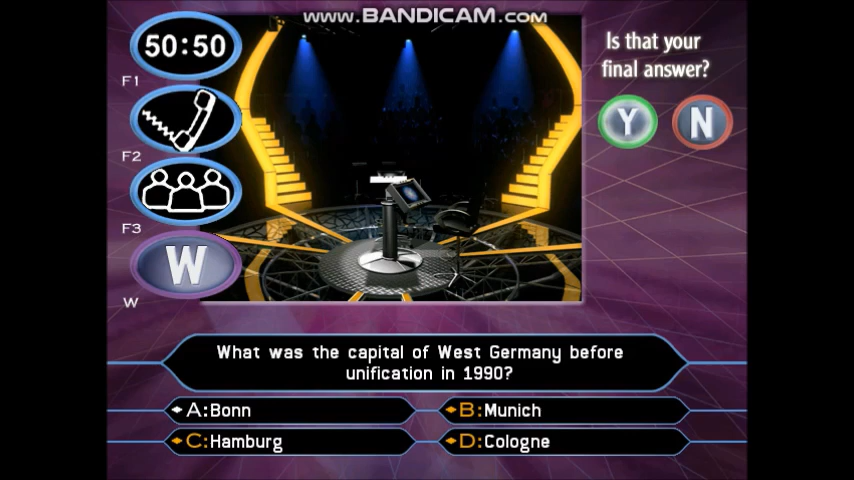 www.BANDICAM.com
50:50
F1
F2
F3
W
W
Is that your
final answer?
Y N
What was the capital of West Germany before
unification in 1990?
A:Bonn
B:Munich
C:Hamburg
D:Cologne